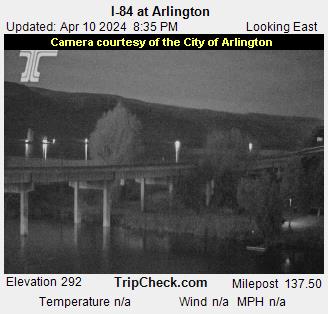 I-84 at Arlington
Updated: Apr 10 2024 8:35 PM Looking East
Camera courtesy of the City of Arlington
Elevation 292 TripCheck.com Milepost 137.50
Temperature n/a Wind n/a MPH n/a